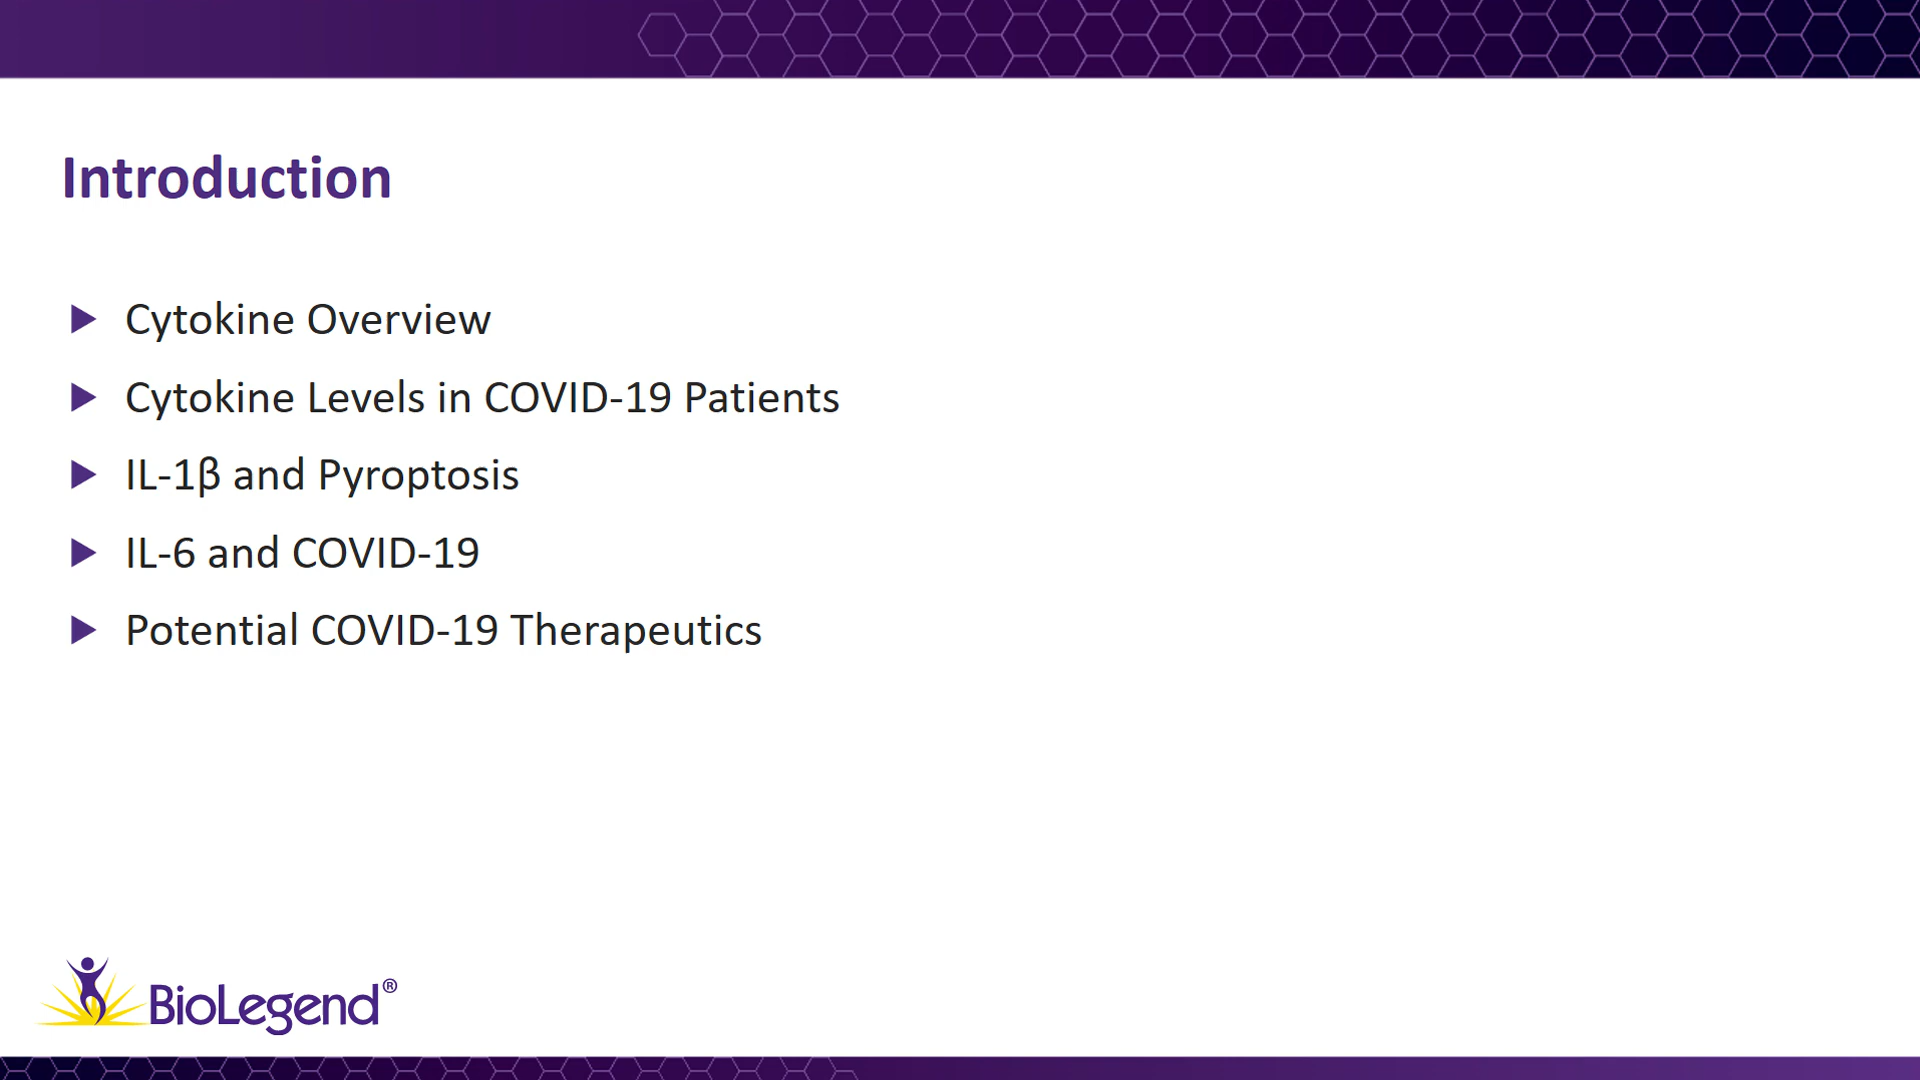 Introduction
Cytokine Overview
Cytokine Levels in COVID-19 Patients
IL-1β and Pyroptosis
IL-6 and COVID-19
Potential COVID-19 Therapeutics
BioLegend®